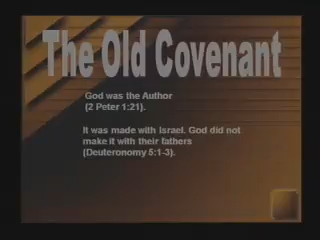 The Old Covenant
God was the Author
(2 Peter 1:21).
It was made with Israel. God did not
make it with their fathers
(Deuteronomy 5:1-3).